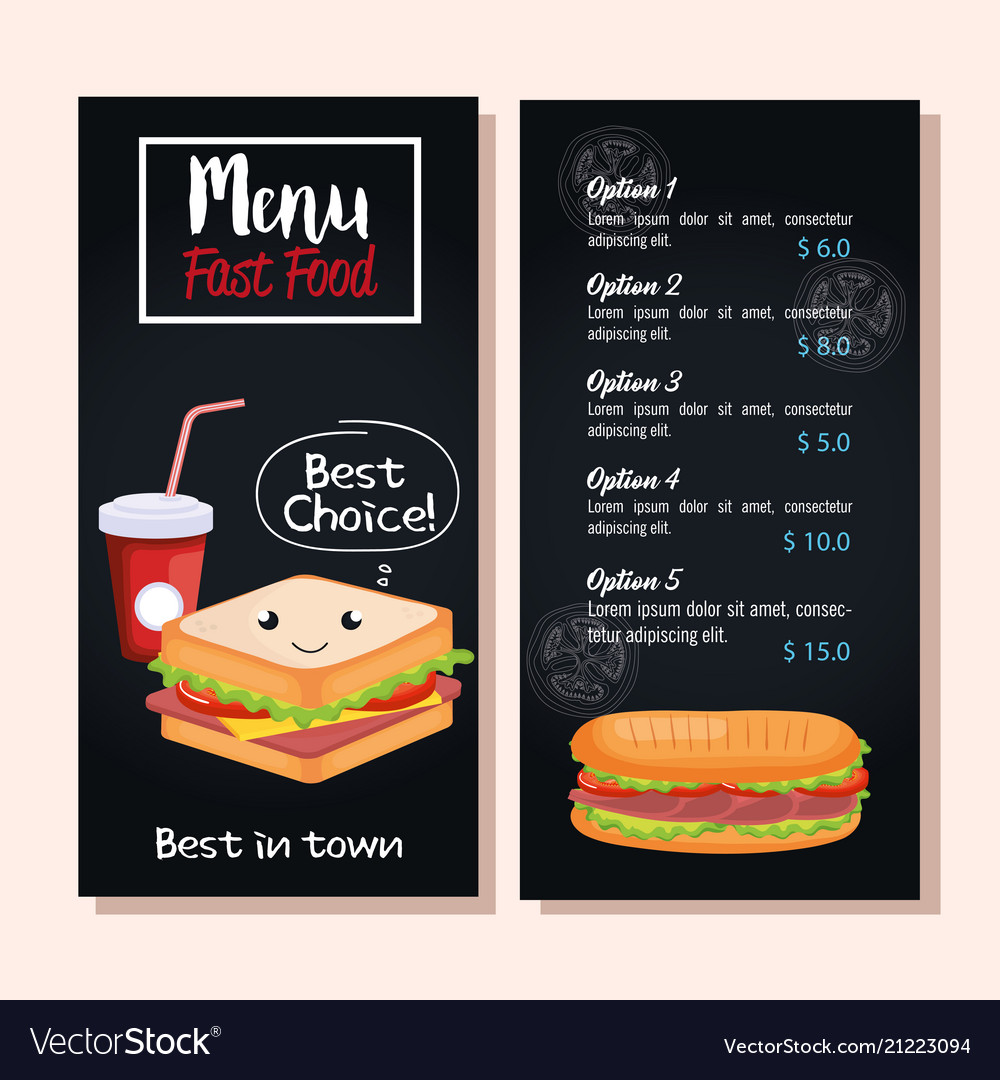 Menu
Fast Food
Best
Choice!
Best in town
Option 1
Lorem ipsum dolor sit amet, consectetur
adipiscing elit.
$ 6.0
Option 2
Lorem ipsum dolor sit amet, consectetur
adipiscing elit.
$ 8.0
Option 3
Lorem ipsum dolor sit amet, consectetur
adipiscing elit.
$ 5.0
Option 4
Lorem ipsum dolor sit amet, consectetur
adipiscing elit.
$ 10.0
Option 5
Lorem ipsum dolor sit amet, consec-
tetur adipiscing elit.
$ 15.0
VectorStock®
VectorStock.com/21223094